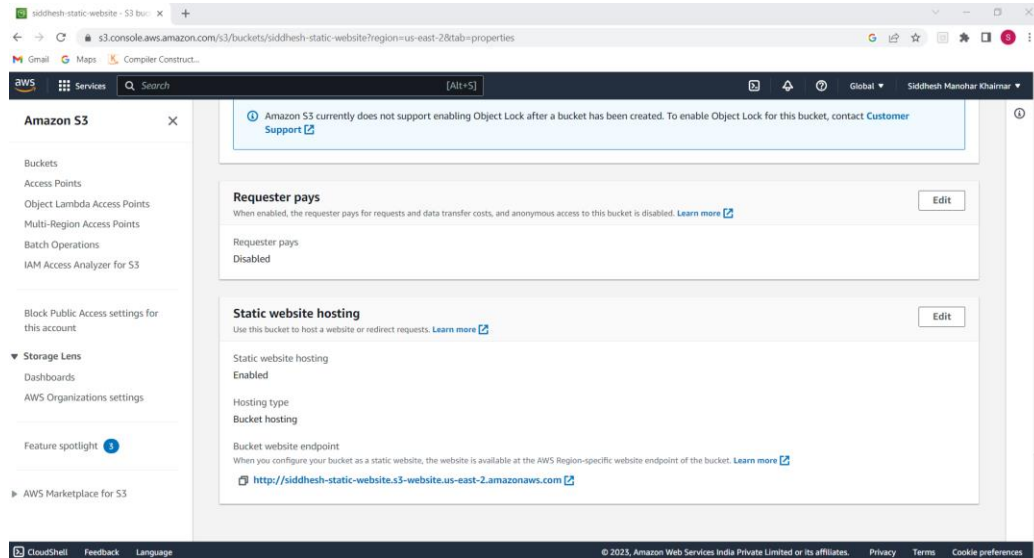 siddhesh-static-website - S3 buc
s3.console.aws.amazon.com/s3/buckets/siddhesh-static-website?region=us-east-2&tab=properties
Gmail Maps Compiler Construct...
aws Services Search [Alt+S] Global Siddhesh Manohar Khairnar
Amazon S3
Buckets
Access Points
Object Lambda Access Points
Multi-Region Access Points
Batch Operations
IAM Access Analyzer for S3
Block Public Access settings for
this account
Storage Lens
Dashboards
AWS Organizations settings
Feature spotlight 3
AWS Marketplace for S3
Amazon S3 currently does not support enabling Object Lock after a bucket has been created. To enable Object Lock for this bucket, contact Customer
Support
Requester pays
Edit
When enabled, the requester pays for requests and data transfer costs, and anonymous access to this bucket is disabled. Learn more
Requester pays
Disabled
Static website hosting
Edit
Use this bucket to host a website or redirect requests. Learn more
Static website hosting
Enabled
Hosting type
Bucket hosting
Bucket website endpoint
When you configure your bucket as a static website, the website is available at the AWS Region-specific website endpoint of the bucket. Learn more
http://siddhesh-static-website.s3-website.us-east-2.amazonaws.com
CloudShell Feedback Language © 2023, Amazon Web Services India Private Limited or its affiliates. Privacy Terms Cookie preferences